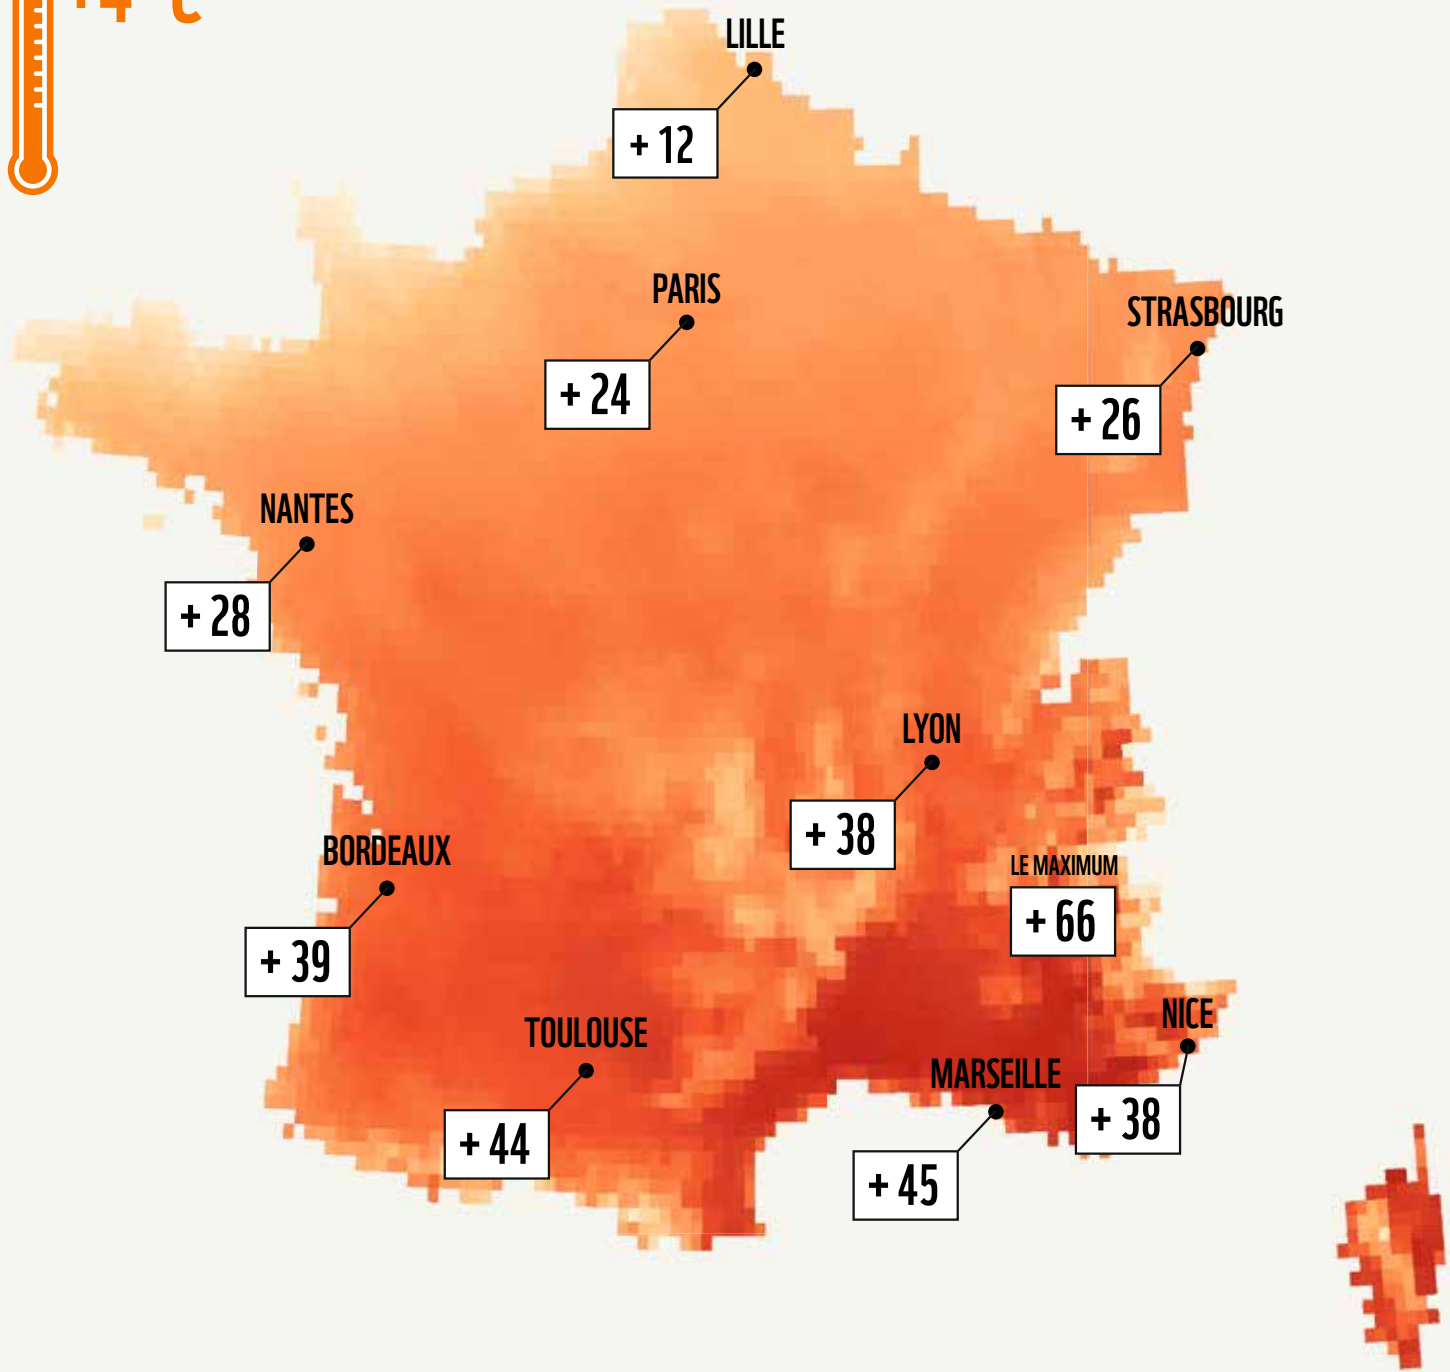 +4 °C
LILLE
+ 12
PARIS
+ 24
STRASBOURG
+ 26
NANTES
+ 28
LYON
+ 38
BORDEAUX
+ 39
LE MAXIMUM
+ 66
TOULOUSE
+ 44
NICE
+ 38
MARSEILLE
+ 45